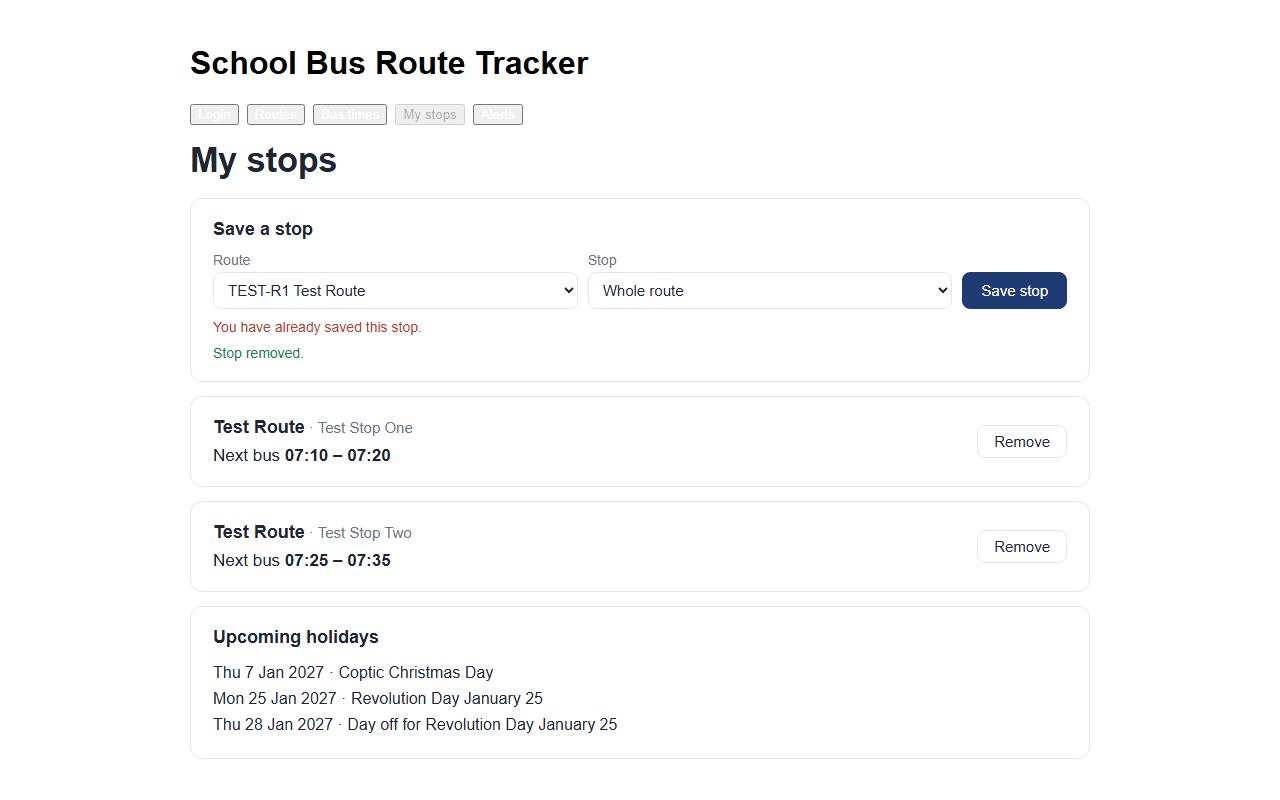 School Bus Route Tracker
Login Routes Bus times My stops Alerts
My stops
Save a stop
Route Stop
TEST-R1 Test Route Whole route Save stop
You have already saved this stop.
Stop removed.
Test Route · Test Stop One
Next bus 07:10 – 07:20
Remove
Test Route · Test Stop Two
Next bus 07:25 – 07:35
Remove
Upcoming holidays
Thu 7 Jan 2027 · Coptic Christmas Day
Mon 25 Jan 2027 · Revolution Day January 25
Thu 28 Jan 2027 · Day off for Revolution Day January 25